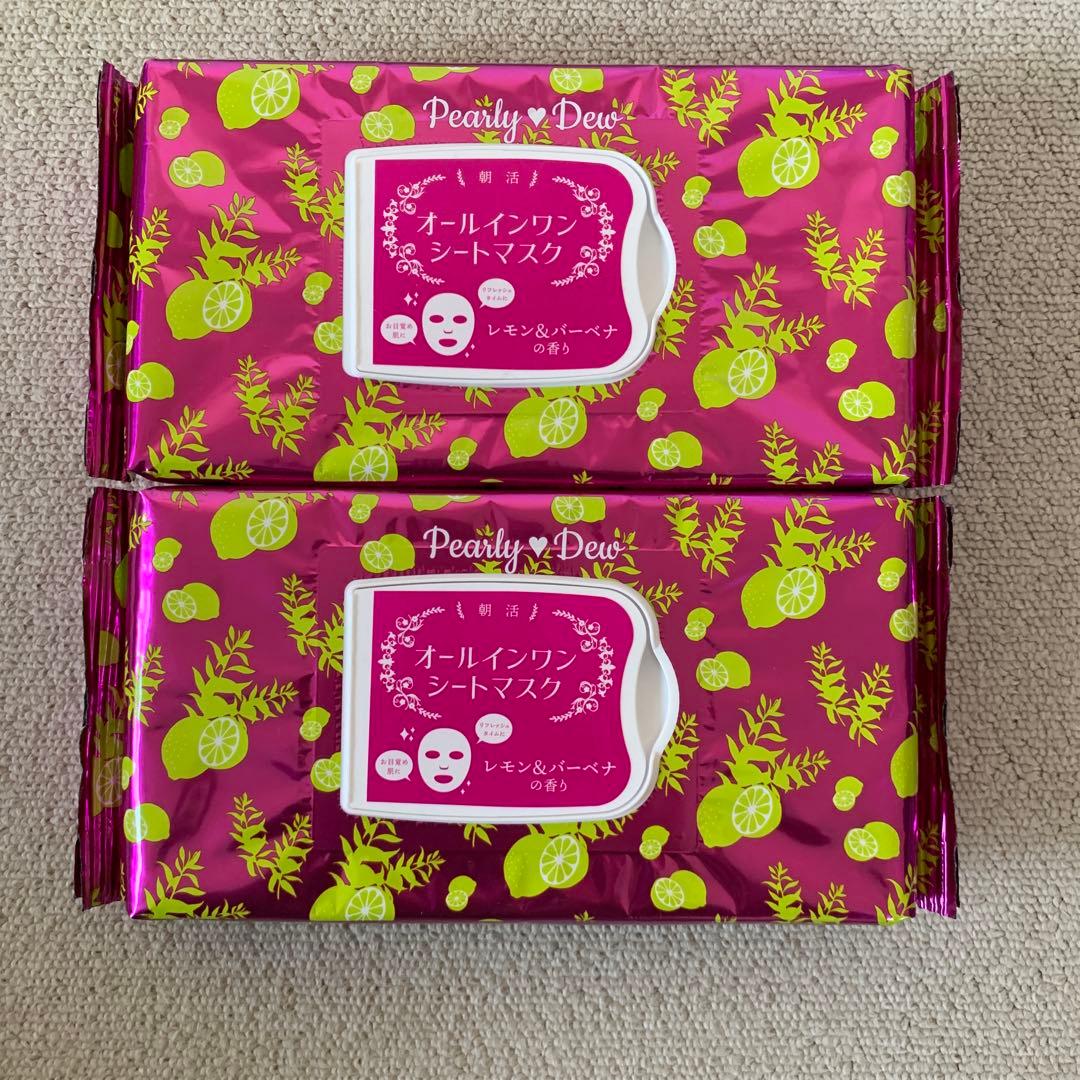 Pearly♥Dew
朝活
オールインワン
シートマスク
リフレッシュ
タイムに
お目覚め
肌に
レモン&バーベナ
の香り
Pearly♥Dew
朝活
オールインワン
シートマスク
リフレッシュ
タイムに
お目覚め
肌に
レモン&バーベナ
の香り